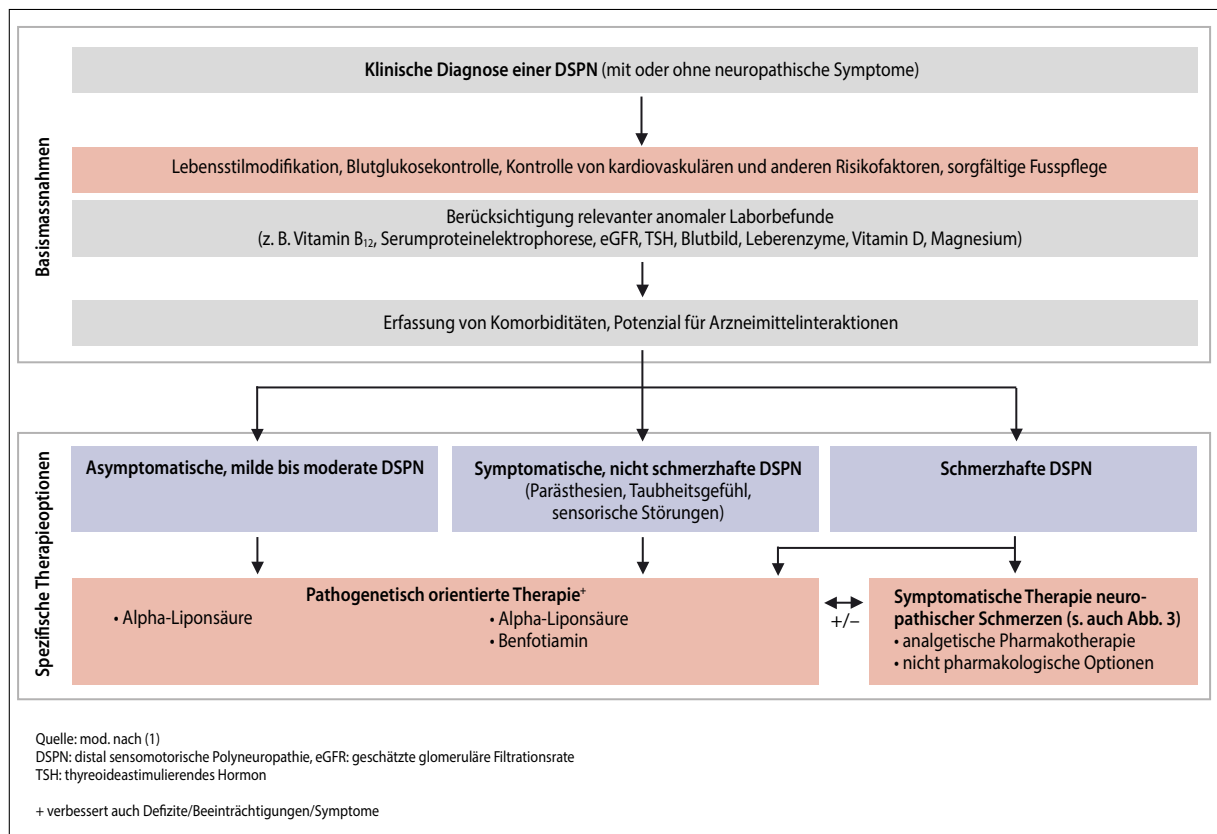 Basismassnahmen
Klinische Diagnose einer DSPN (mit oder ohne neuropathische Symptome)
Lebensstilmodifikation, Blutglukosekontrolle, Kontrolle von kardiovaskulären und anderen Risikofaktoren, sorgfältige Fusspflege
Berücksichtigung relevanter anomaler Laborbefunde
(z. B. Vitamin B₁₂, Serumproteinelektrophorese, eGFR, TSH, Blutbild, Leberenzyme, Vitamin D, Magnesium)
Erfassung von Komorbiditäten, Potenzial für Arzneimittelinteraktionen
Spezifische Therapieoptionen
Asymptomatische, milde bis moderate DSPN
Symptomatische, nicht schmerzhafte DSPN
(Parästhesien, Taubheitsgefühl,
sensorische Störungen)
Schmerzhafte DSPN
Pathogenetisch orientierte Therapie⁺
• Alpha-Liponsäure
• Alpha-Liponsäure
• Benfotiamin
+/–
Symptomatische Therapie neuro-
pathischer Schmerzen (s. auch Abb. 3)
• analgetische Pharmakotherapie
• nicht pharmakologische Optionen
Quelle: mod. nach (1)
DSPN: distal sensomotorische Polyneuropathie, eGFR: geschätzte glomeruläre Filtrationsrate
TSH: thyreoideastimulierendes Hormon
+ verbessert auch Defizite/Beeinträchtigungen/Symptome